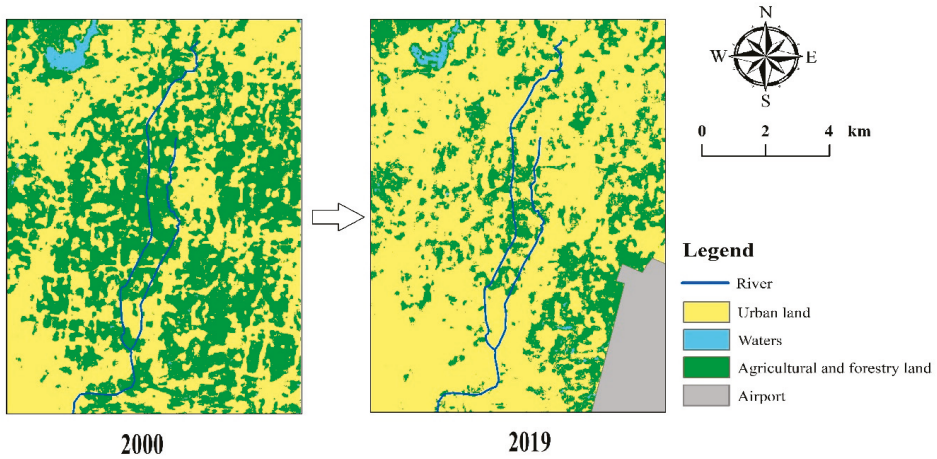 N
W E
S
0 2 4 km
Legend
River
Urban land
Waters
Agricultural and forestry land
Airport
2000 2019